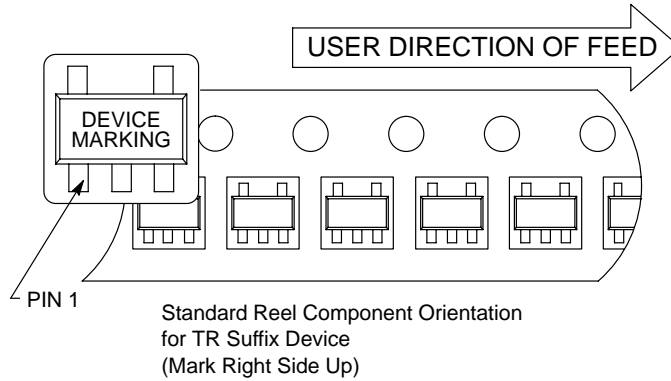 USER DIRECTION OF FEED
DEVICE
MARKING
PIN 1
Standard Reel Component Orientation
for TR Suffix Device
(Mark Right Side Up)